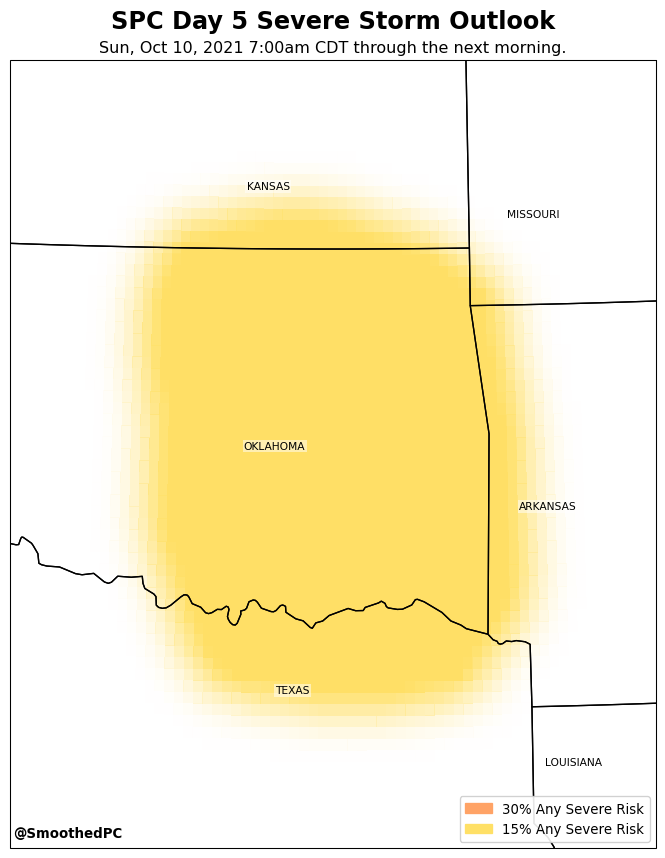 SPC Day 5 Severe Storm Outlook
Sun, Oct 10, 2021 7:00am CDT through the next morning.
KANSAS
MISSOURI
OKLAHOMA
ARKANSAS
TEXAS
LOUISIANA
30% Any Severe Risk
15% Any Severe Risk
@SmoothedPC